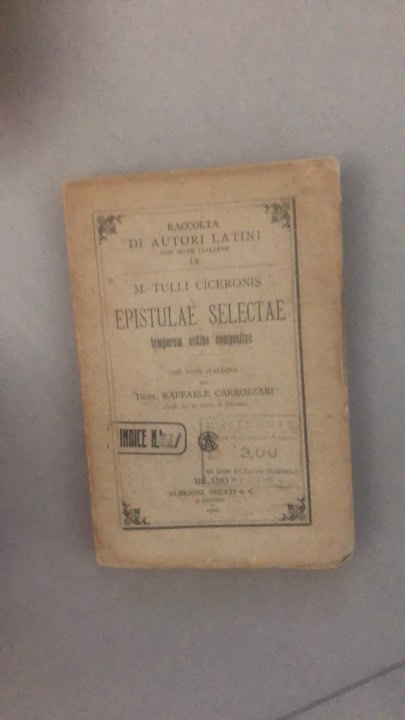 RACCOLTA
DI AUTORI LATINI
CON NOTE ITALIANE
LX
M. TULLI CICERONIS
EPISTULAE SELECTAE
temporum ordine compositae
CON NOTE ITALIANE
Dott. RAFFAELE CARROZZARI
INDICE N.
3,00
MILANO
ALBRIGHI, SEGATI & C.